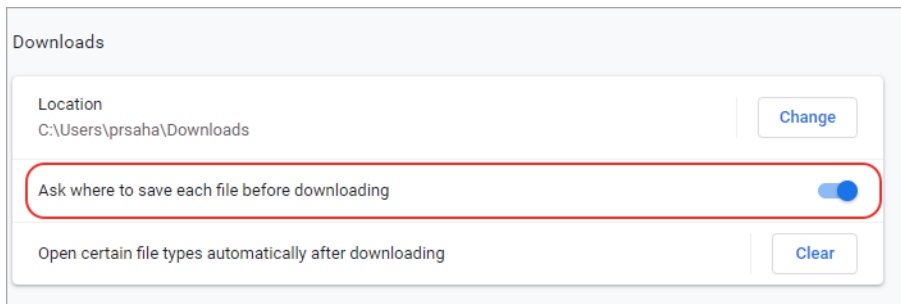 Downloads
Location
C:\Users\prsaha\Downloads
Change
Ask where to save each file before downloading
Open certain file types automatically after downloading
Clear